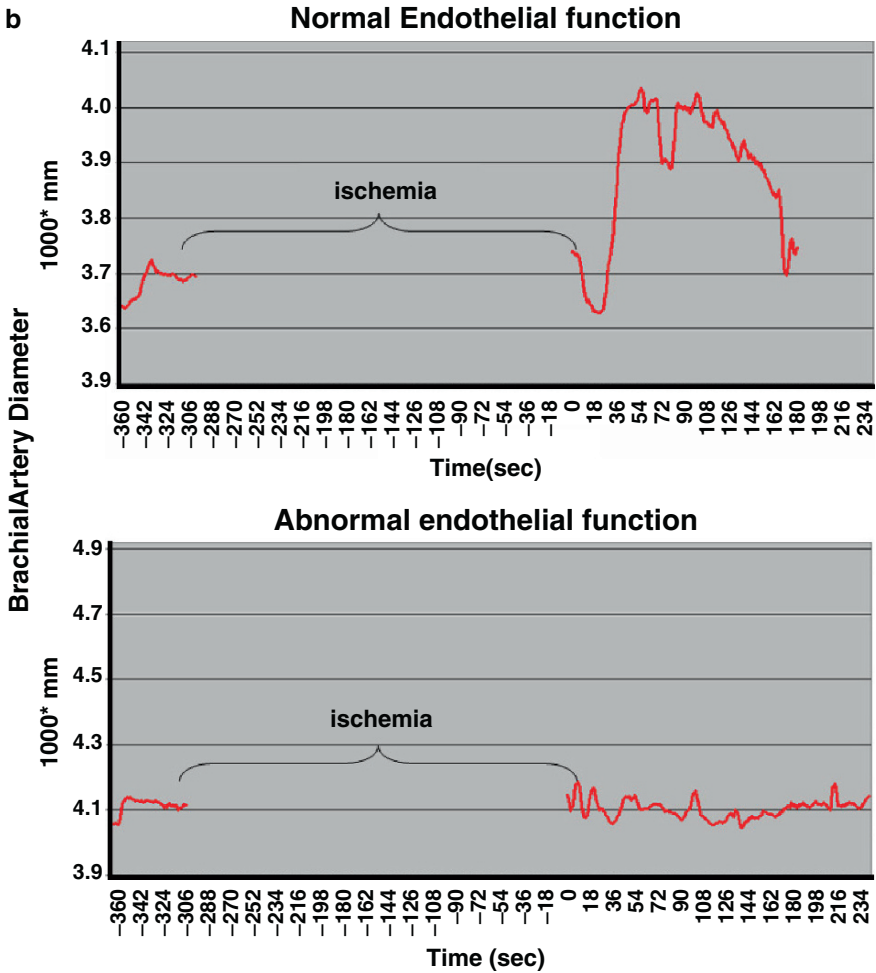 b
Normal Endothelial function
BrachialArtery Diameter
1000* mm
4.1
4.0
3.9
3.8
3.7
3.6
3.9
ischemia
−360 −342 −324 −306 −288 −270 −252 −234 −216 −198 −180 −162 −144 −126 −108 −90 −72 −54 −36 −18 0 18 36 54 72 90 108 126 144 162 180 198 216 234
Time(sec)
Abnormal endothelial function
1000* mm
4.9
4.7
4.5
4.3
4.1
3.9
ischemia
−360 −342 −324 −306 −288 −270 −252 −234 −216 −198 −180 −162 −144 −126 −108 −90 −72 −54 −36 −18 0 18 36 54 72 90 108 126 144 162 180 198 216 234
Time (sec)